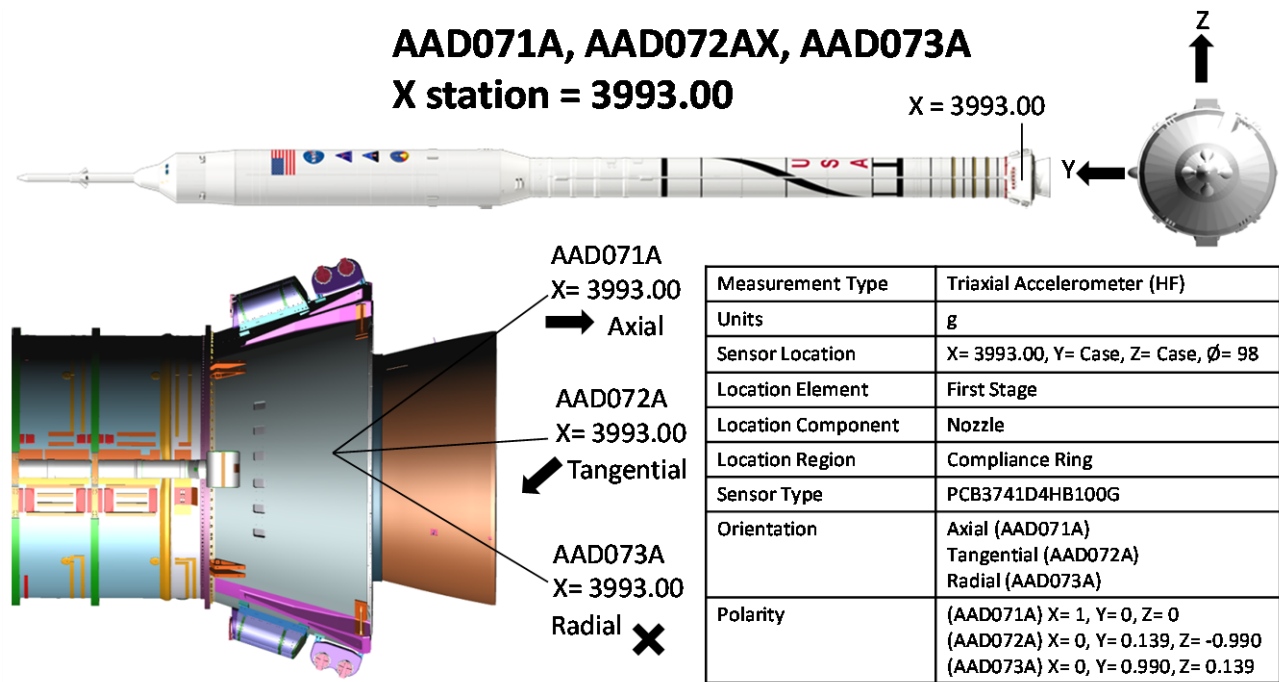 AAD071A, AAD072AX, AAD073A
X station = 3993.00
X = 3993.00
Z
Y
USA
AAD071A
X= 3993.00
Axial
AAD072A
X= 3993.00
Tangential
AAD073A
X= 3993.00
Radial
Measurement Type Triaxial Accelerometer (HF)
Units g
Sensor Location X= 3993.00, Y= Case, Z= Case, Ø= 98
Location Element First Stage
Location Component Nozzle
Location Region Compliance Ring
Sensor Type PCB3741D4HB100G
Orientation Axial (AAD071A)
Tangential (AAD072A)
Radial (AAD073A)
Polarity (AAD071A) X= 1, Y= 0, Z= 0
(AAD072A) X= 0, Y= 0.139, Z= -0.990
(AAD073A) X= 0, Y= 0.990, Z= 0.139